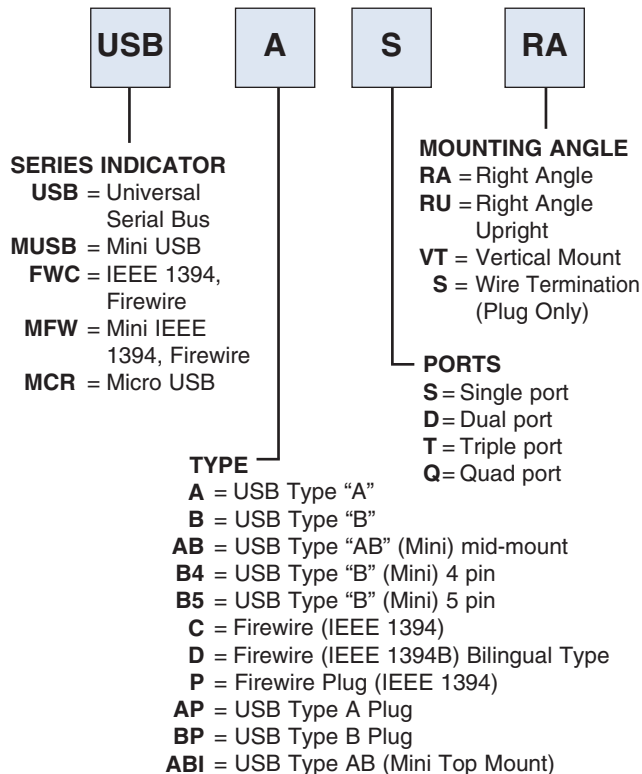 USB A S RA
SERIES INDICATOR
USB = Universal
Serial Bus
MUSB = Mini USB
FWC = IEEE 1394,
Firewire
MFW = Mini IEEE
1394, Firewire
MCR = Micro USB
MOUNTING ANGLE
RA = Right Angle
RU = Right Angle
Upright
VT = Vertical Mount
S = Wire Termination
(Plug Only)
PORTS
S = Single port
D = Dual port
T = Triple port
Q = Quad port
TYPE
A = USB Type “A”
B = USB Type “B”
AB = USB Type “AB” (Mini) mid-mount
B4 = USB Type “B” (Mini) 4 pin
B5 = USB Type “B” (Mini) 5 pin
C = Firewire (IEEE 1394)
D = Firewire (IEEE 1394B) Bilingual Type
P = Firewire Plug (IEEE 1394)
AP = USB Type A Plug
BP = USB Type B Plug
ABI = USB Type AB (Mini Top Mount)